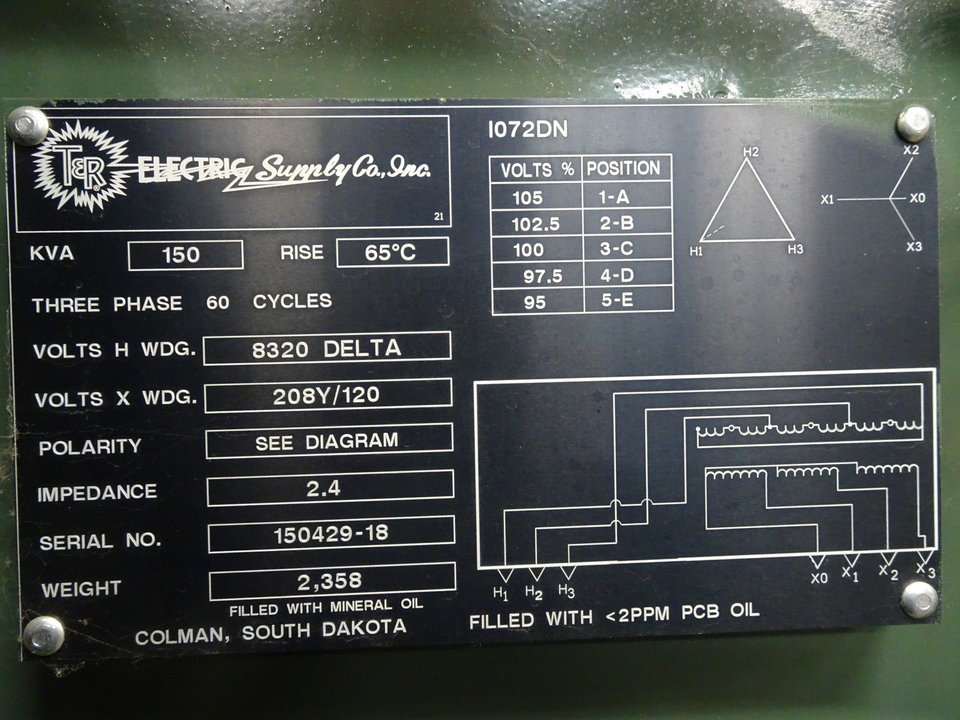 T&R® ELECTRIC Supply Co., Inc.
21
KVA 150 RISE 65°C
THREE PHASE 60 CYCLES
VOLTS H WDG. 8320 DELTA
VOLTS X WDG. 208Y/120
POLARITY SEE DIAGRAM
IMPEDANCE 2.4
SERIAL NO. 150429-18
WEIGHT 2,358
FILLED WITH MINERAL OIL
COLMAN, SOUTH DAKOTA
1072DN
VOLTS % POSITION
105 1-A
102.5 2-B
100 3-C
97.5 4-D
95 5-E
H2
H1 H3
X2
X1 X0
X3
H1 H2 H3
X0 X1 X2 X3
FILLED WITH <2PPM PCB OIL